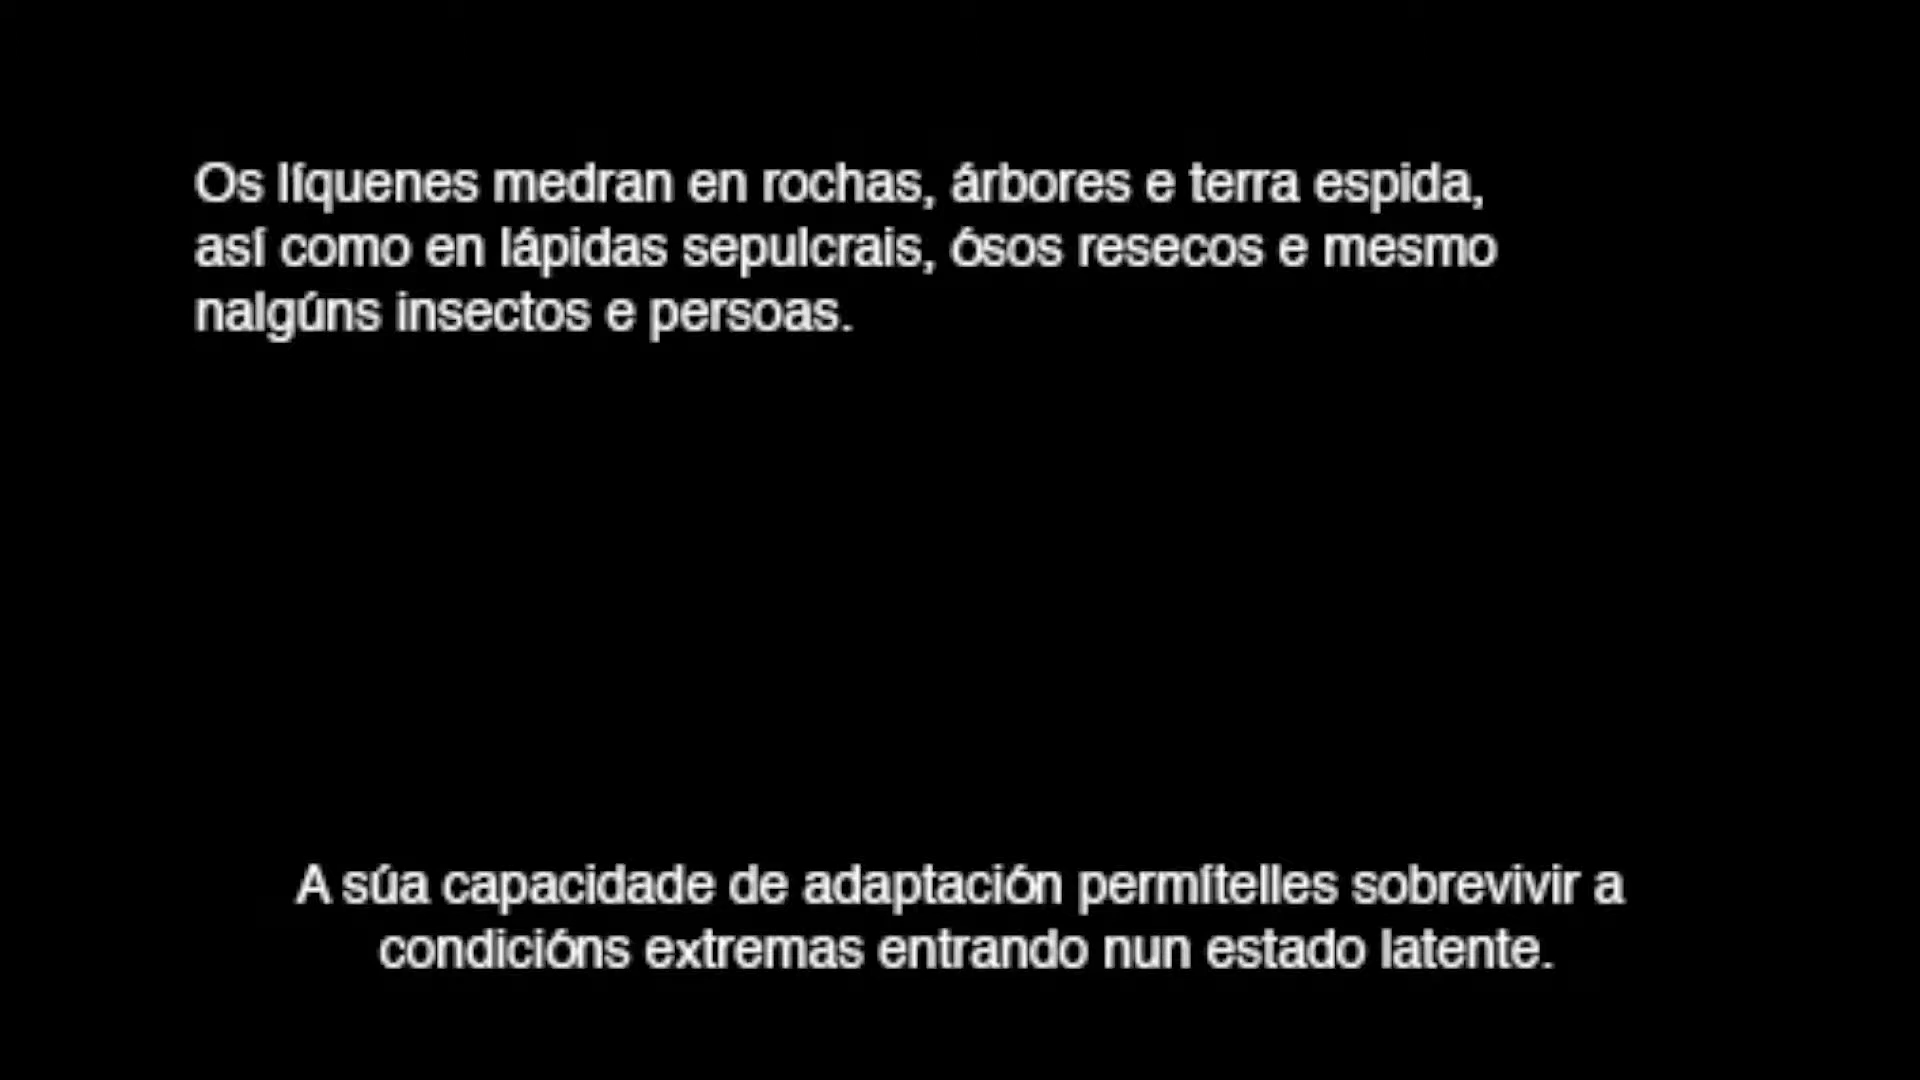 Os líquenes medran en rochas, árbores e terra espida,
así como en lápidas sepulcrais, ósos resecos e mesmo
nalgúns insectos e persoas.
A súa capacidade de adaptación permítelles sobrevivir a
condicións extremas entrando nun estado latente.